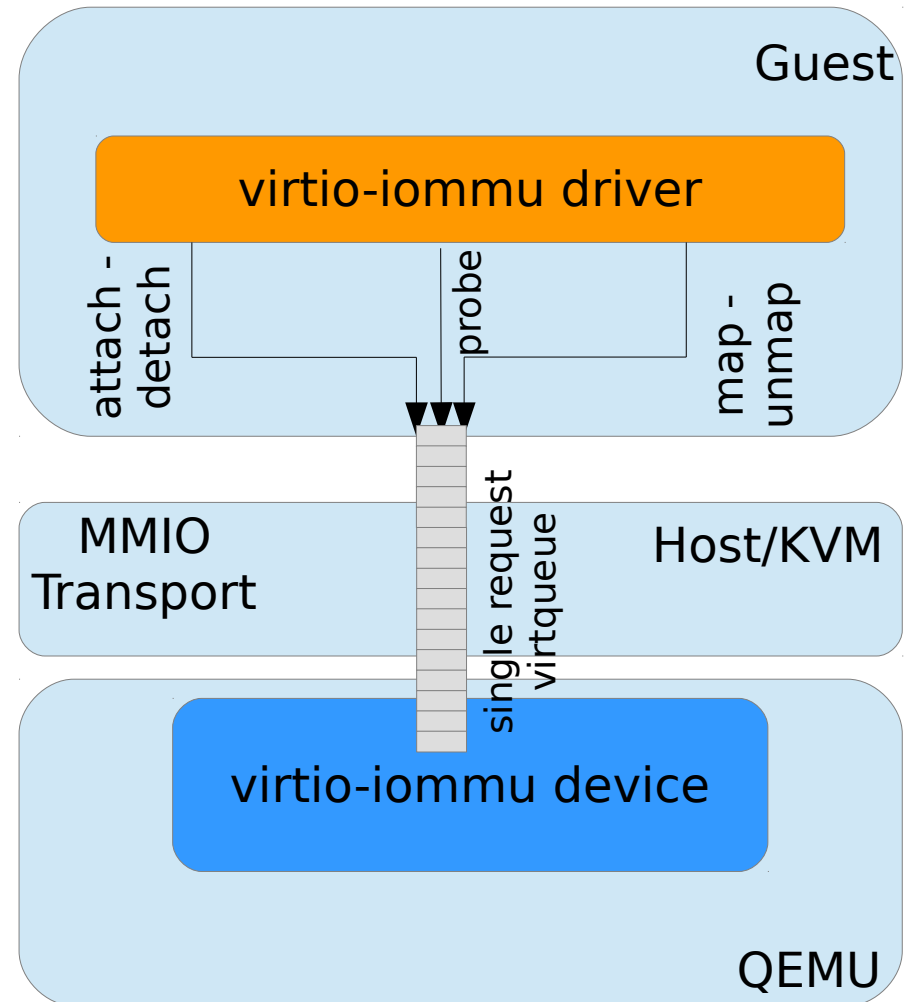 Guest
virtio-iommu driver
attach -
detach
probe
map -
unmap
MMIO
Transport
Host/KVM
single request
virtqueue
virtio-iommu device
QEMU